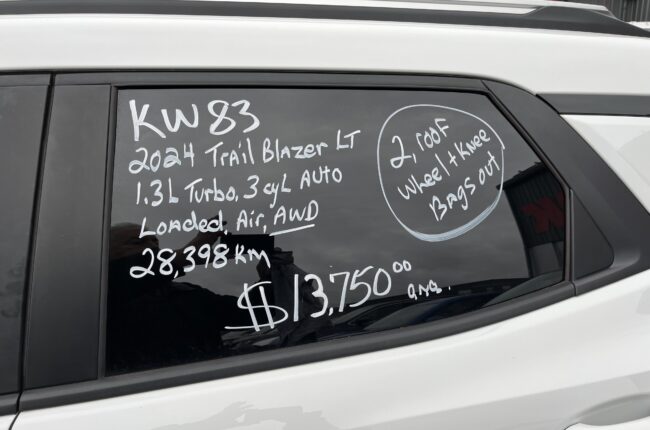 KW83
2024 Trail Blazer LT
1.3L Turbo, 3 cyl Auto
Loaded, Air, AWD
28,398 Km
$13,750.00
2, roof
wheel + Knee
Bags out